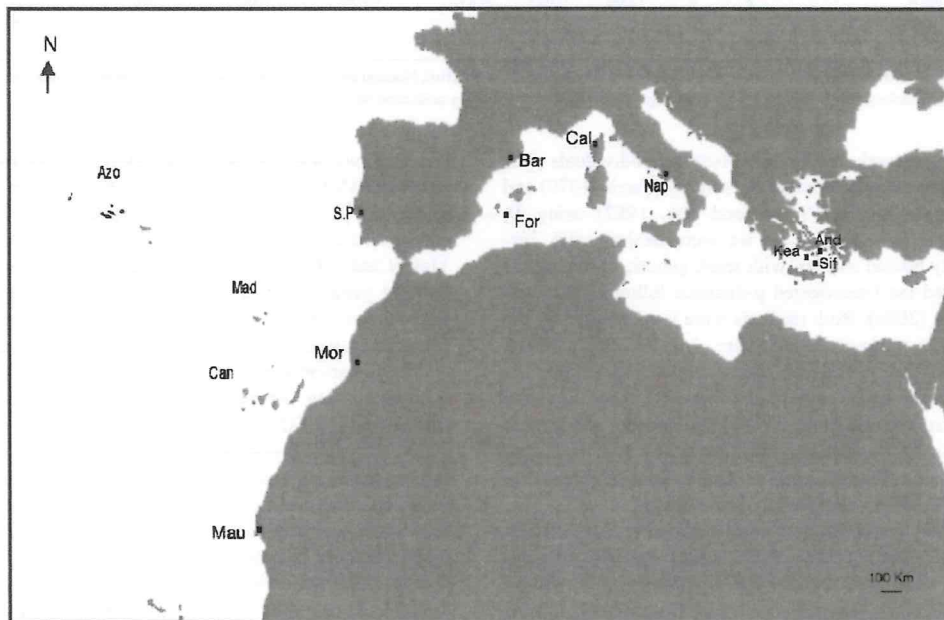 N
Cal
Bar
Azo
Nap
S.P
For
And
Kea
Sif
Mad
Mor
Can
Mau
100 Km